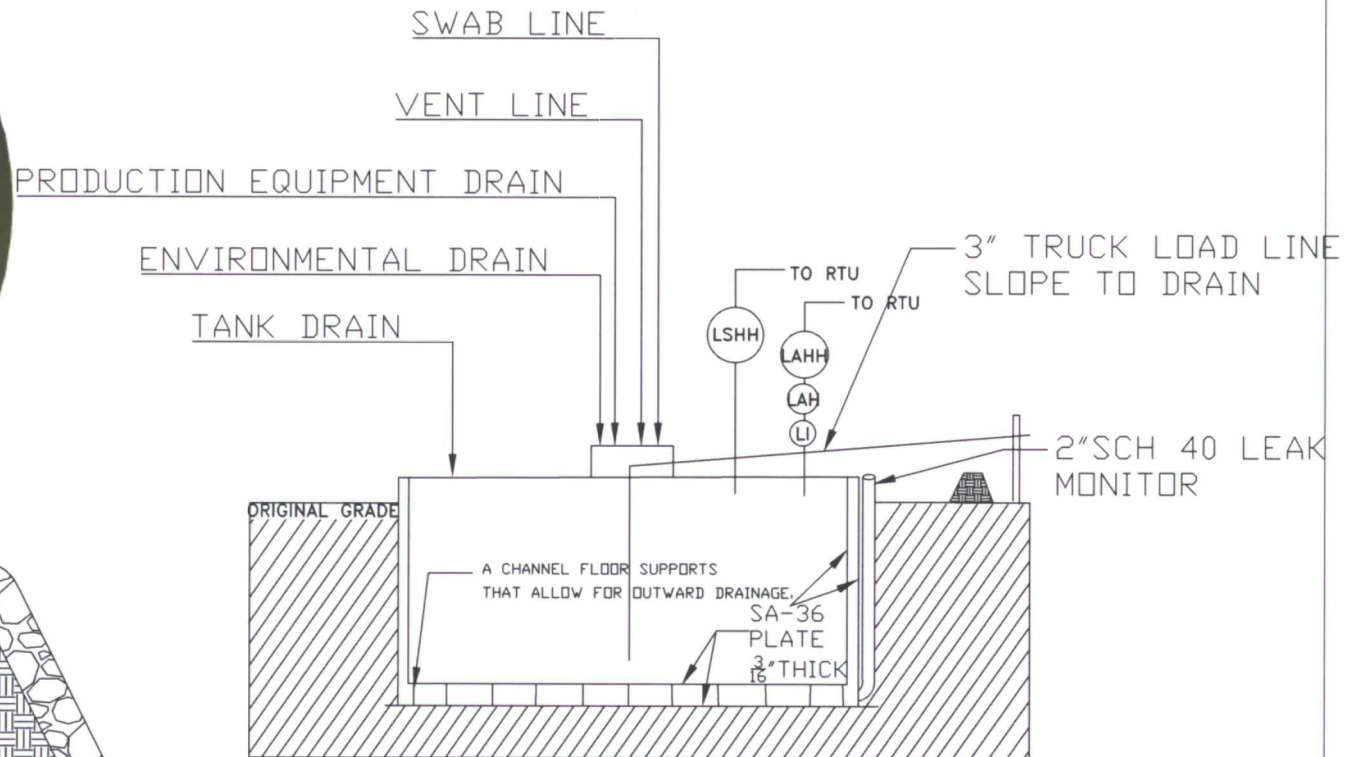 SWAB LINE
VENT LINE
PRODUCTION EQUIPMENT DRAIN
ENVIRONMENTAL DRAIN
TANK DRAIN
TO RTU
TO RTU
LSHH
LAHH
LAH
LI
3" TRUCK LOAD LINE
SLOPE TO DRAIN
2"SCH 40 LEAK
MONITOR
ORIGINAL GRADE
A CHANNEL FLOOR SUPPORTS
THAT ALLOW FOR OUTWARD DRAINAGE.
SA-36
PLATE
3/16"THICK